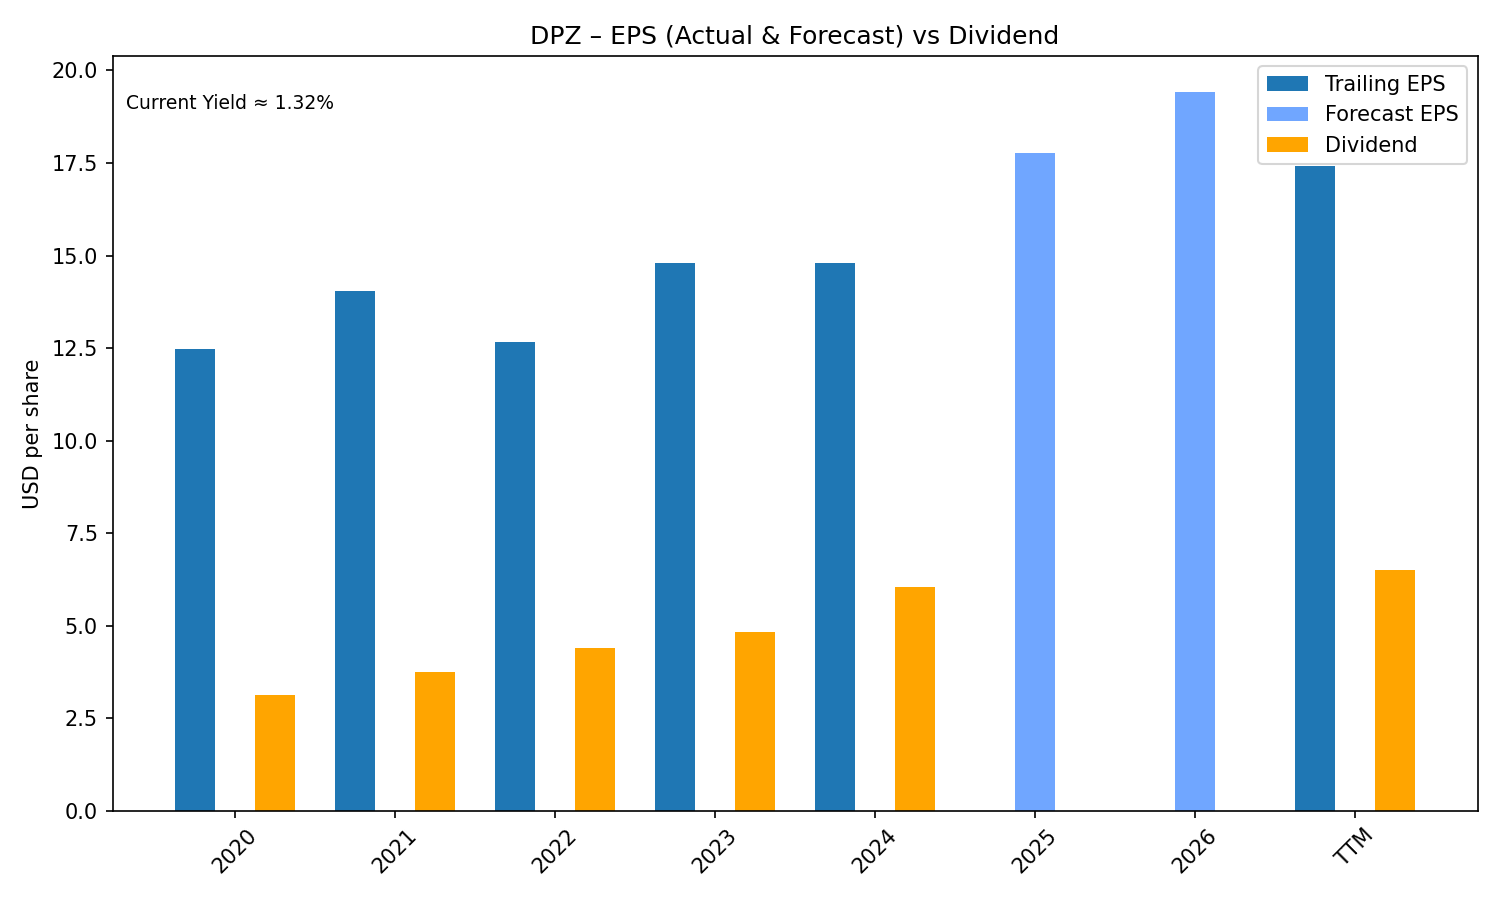 DPZ – EPS (Actual & Forecast) vs Dividend
Current Yield ≈ 1.32%
Trailing EPS
Forecast EPS
Dividend
USD per share
20.0
17.5
15.0
12.5
10.0
7.5
5.0
2.5
0.0
2020
2021
2022
2023
2024
2025
2026
TTM